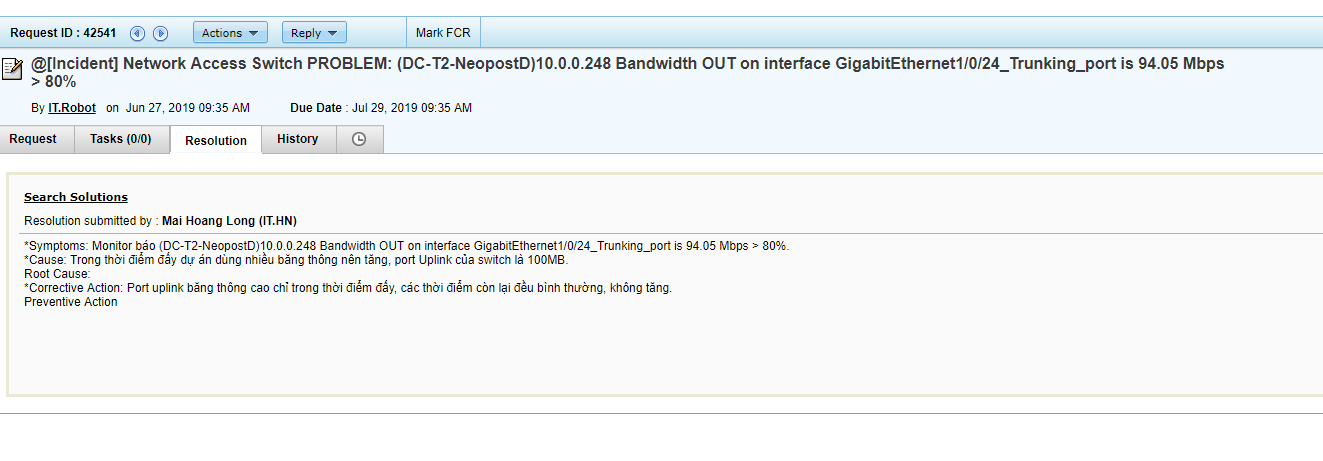 Request ID : 42541 Actions Reply Mark FCR
@[Incident] Network Access Switch PROBLEM: (DC-T2-NeopostD)10.0.0.248 Bandwidth OUT on interface GigabitEthernet1/0/24_Trunking_port is 94.05 Mbps
> 80%
By IT.Robot on Jun 27, 2019 09:35 AM Due Date : Jul 29, 2019 09:35 AM
Request Tasks (0/0) Resolution History
Search Solutions
Resolution submitted by : Mai Hoang Long (IT.HN)
*Symptoms: Monitor báo (DC-T2-NeopostD)10.0.0.248 Bandwidth OUT on interface GigabitEthernet1/0/24_Trunking_port is 94.05 Mbps > 80%.
*Cause: Trong thời điểm đấy dự án dùng nhiều băng thông nên tăng, port Uplink của switch là 100MB.
Root Cause:
*Corrective Action: Port uplink băng thông cao chỉ trong thời điểm đấy, các thời điểm còn lại đều bình thường, không tăng.
Preventive Action